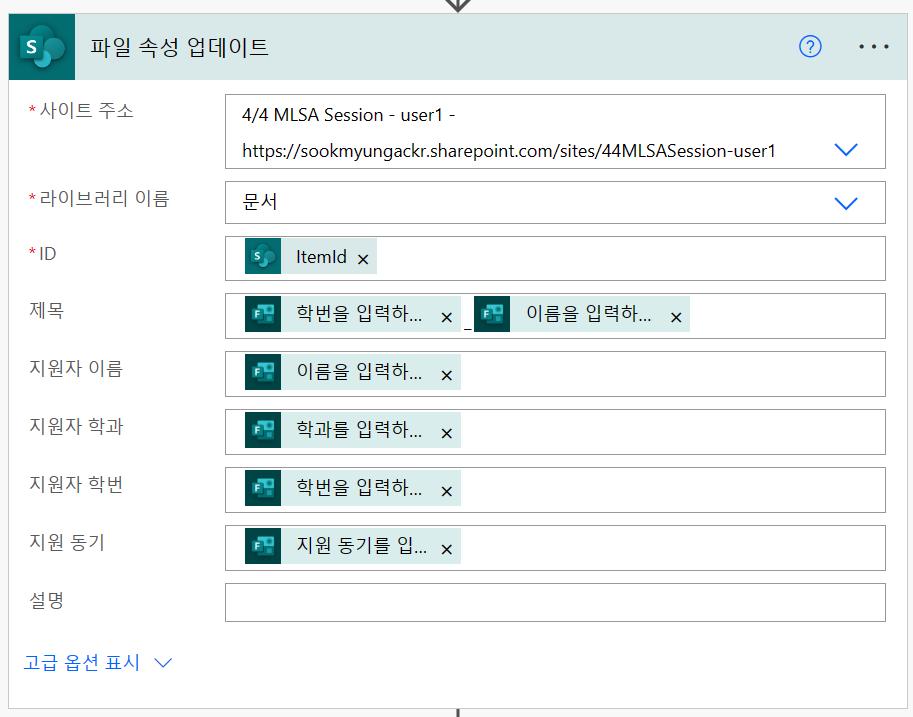 파일 속성 업데이트
* 사이트 주소
4/4 MLSA Session - user1 -
https://sookmyungackr.sharepoint.com/sites/44MLSASession-user1
* 라이브러리 이름
문서
* ID
ItemId ×
제목
학번을 입력하... × _ 이름을 입력하... ×
지원자 이름
이름을 입력하... ×
지원자 학과
학과를 입력하... ×
지원자 학번
학번을 입력하... ×
지원 동기
지원 동기를 입... ×
설명
고급 옵션 표시